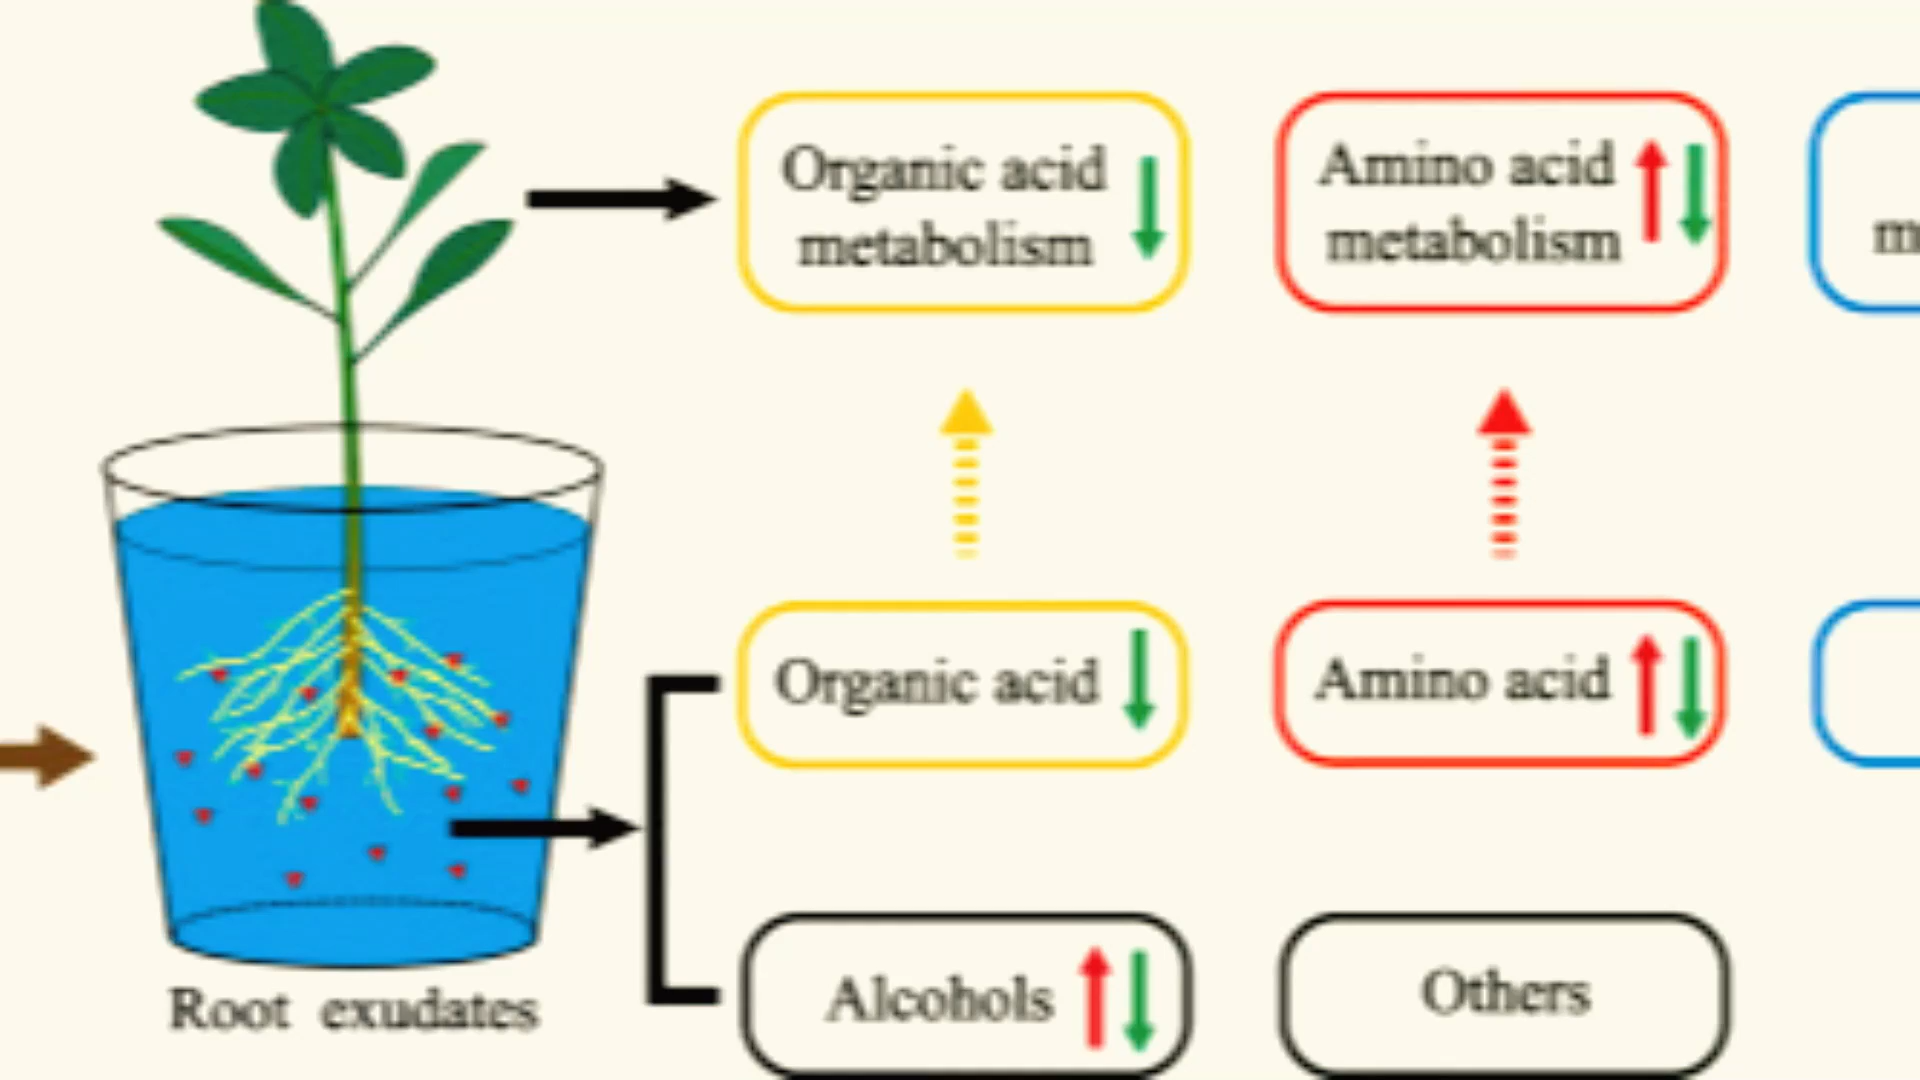 Organic acid
metabolism
Amino acid
metabolism
m
Organic acid
Amino acid
Alcohols
Others
Root exudates